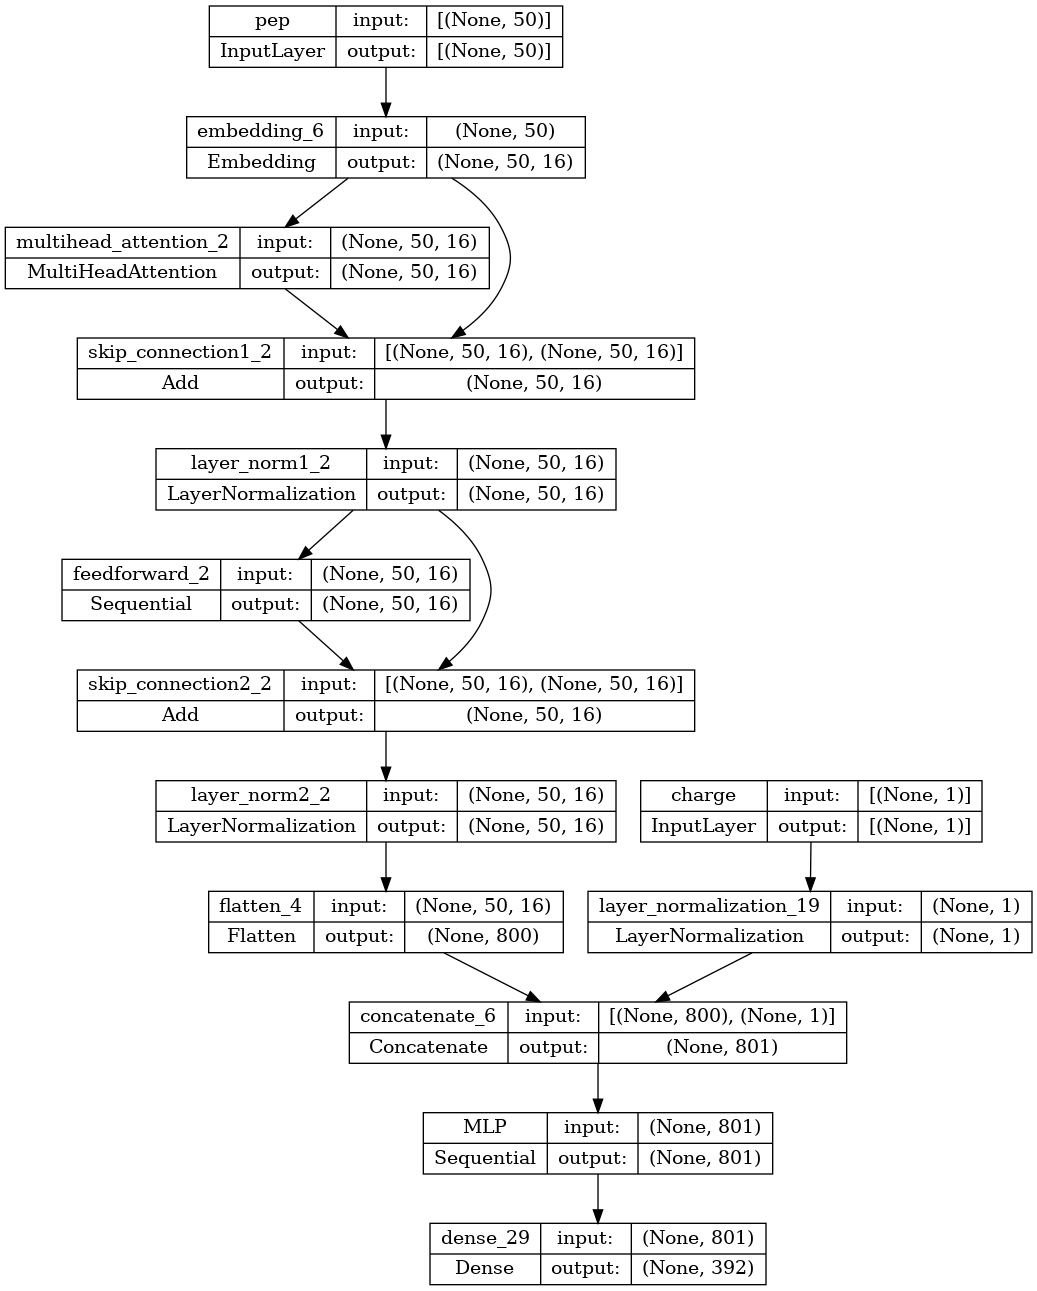 pep input: [(None, 50)]
InputLayer output: [(None, 50)]
embedding_6 input: (None, 50)
Embedding output: (None, 50, 16)
multihead_attention_2 input: (None, 50, 16)
MultiHeadAttention output: (None, 50, 16)
skip_connection1_2 input: [(None, 50, 16), (None, 50, 16)]
Add output: (None, 50, 16)
layer_norm1_2 input: (None, 50, 16)
LayerNormalization output: (None, 50, 16)
feedforward_2 input: (None, 50, 16)
Sequential output: (None, 50, 16)
skip_connection2_2 input: [(None, 50, 16), (None, 50, 16)]
Add output: (None, 50, 16)
layer_norm2_2 input: (None, 50, 16)
LayerNormalization output: (None, 50, 16)
charge input: [(None, 1)]
InputLayer output: [(None, 1)]
flatten_4 input: (None, 50, 16)
Flatten output: (None, 800)
layer_normalization_19 input: (None, 1)
LayerNormalization output: (None, 1)
concatenate_6 input: [(None, 800), (None, 1)]
Concatenate output: (None, 801)
MLP input: (None, 801)
Sequential output: (None, 801)
dense_29 input: (None, 801)
Dense output: (None, 392)